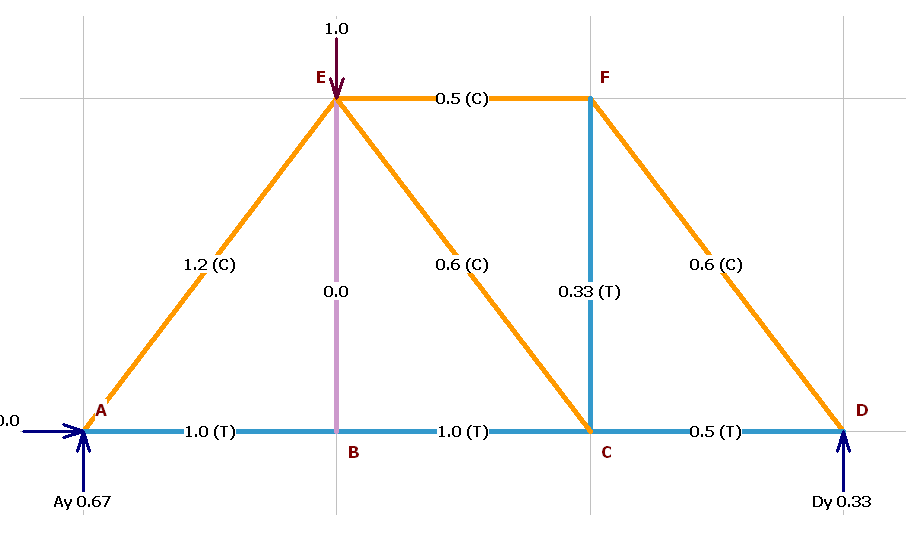 1.0
E
F
0.5 (C)
1.2 (C)
0.6 (C)
0.6 (C)
0.0
0.33 (T)
A
D
0.0
1.0 (T)
1.0 (T)
0.5 (T)
B
C
Ay 0.67
Dy 0.33